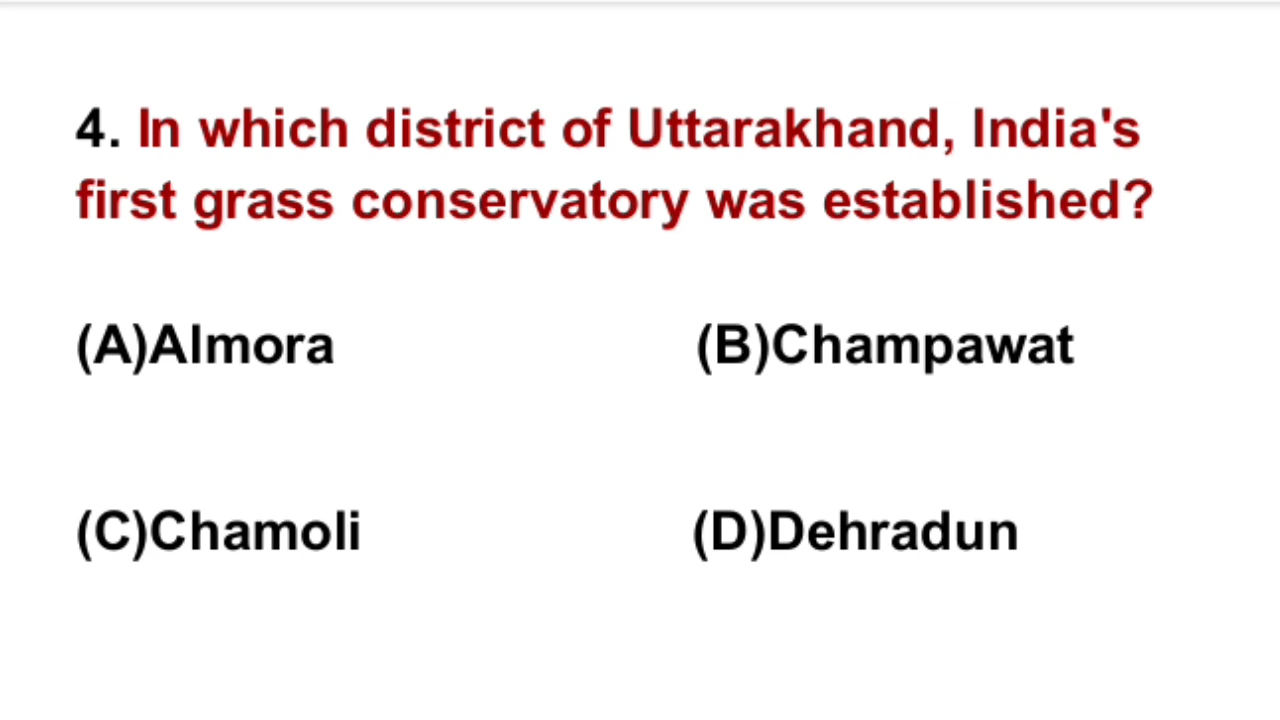 4. In which district of Uttarakhand, India's
first grass conservatory was established?
(A)Almora (B)Champawat
(C)Chamoli (D)Dehradun